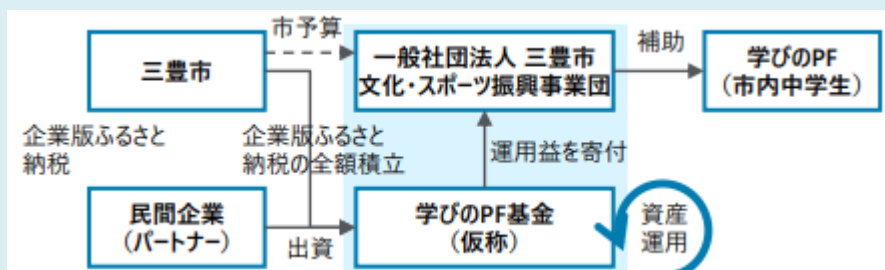 市予算
三豊市
一般社団法人 三豊市
文化・スポーツ振興事業団
補助
学びのPF
（市内中学生）
企業版ふるさと
納税
企業版ふるさと
納税の全額積立
運用益を寄付
民間企業
（パートナー）
出資
学びのPF基金
（仮称）
資産
運用